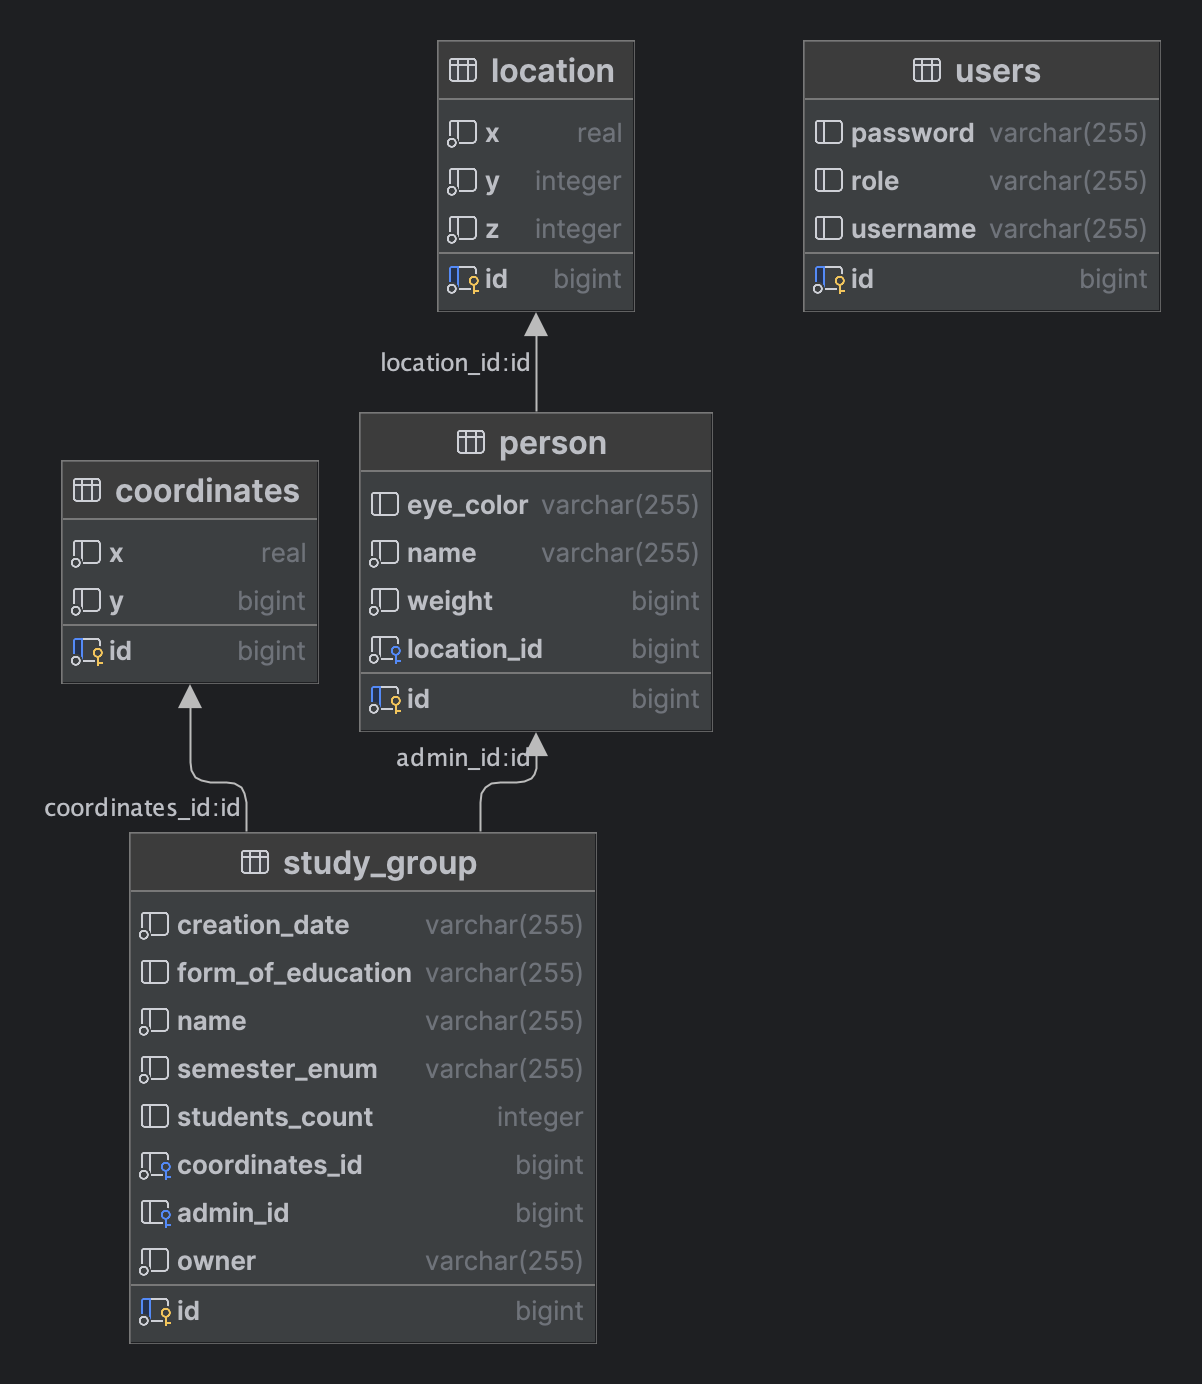 location
x real
y integer
z integer
id bigint
users
password varchar(255)
role varchar(255)
username varchar(255)
id bigint
location_id:id
person
eye_color varchar(255)
name varchar(255)
weight bigint
location_id bigint
id bigint
coordinates
x real
y bigint
id bigint
admin_id:id
coordinates_id:id
study_group
creation_date varchar(255)
form_of_education varchar(255)
name varchar(255)
semester_enum varchar(255)
students_count integer
coordinates_id bigint
admin_id bigint
owner varchar(255)
id bigint